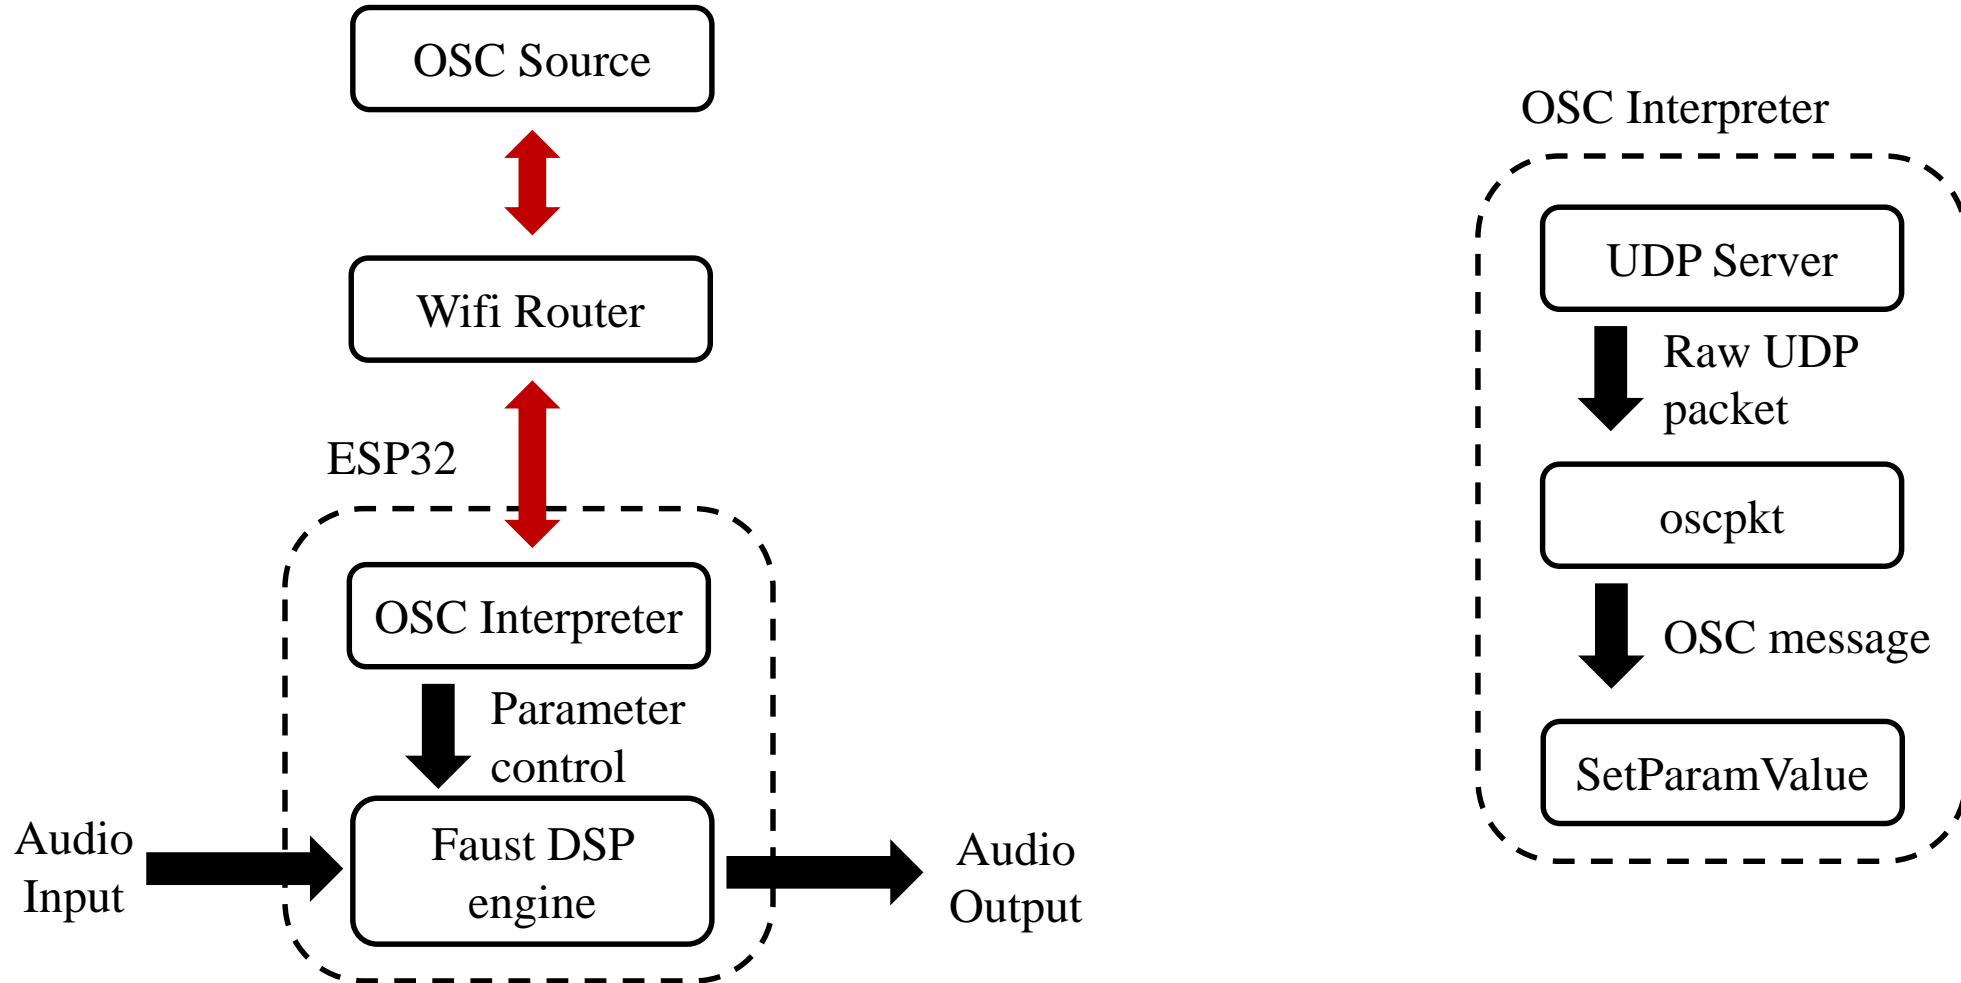 OSC Source
Wifi Router
ESP32
OSC Interpreter
Parameter
control
Audio
Input
Faust DSP
engine
Audio
Output
OSC Interpreter
UDP Server
Raw UDP
packet
oscpkt
OSC message
SetParamValue